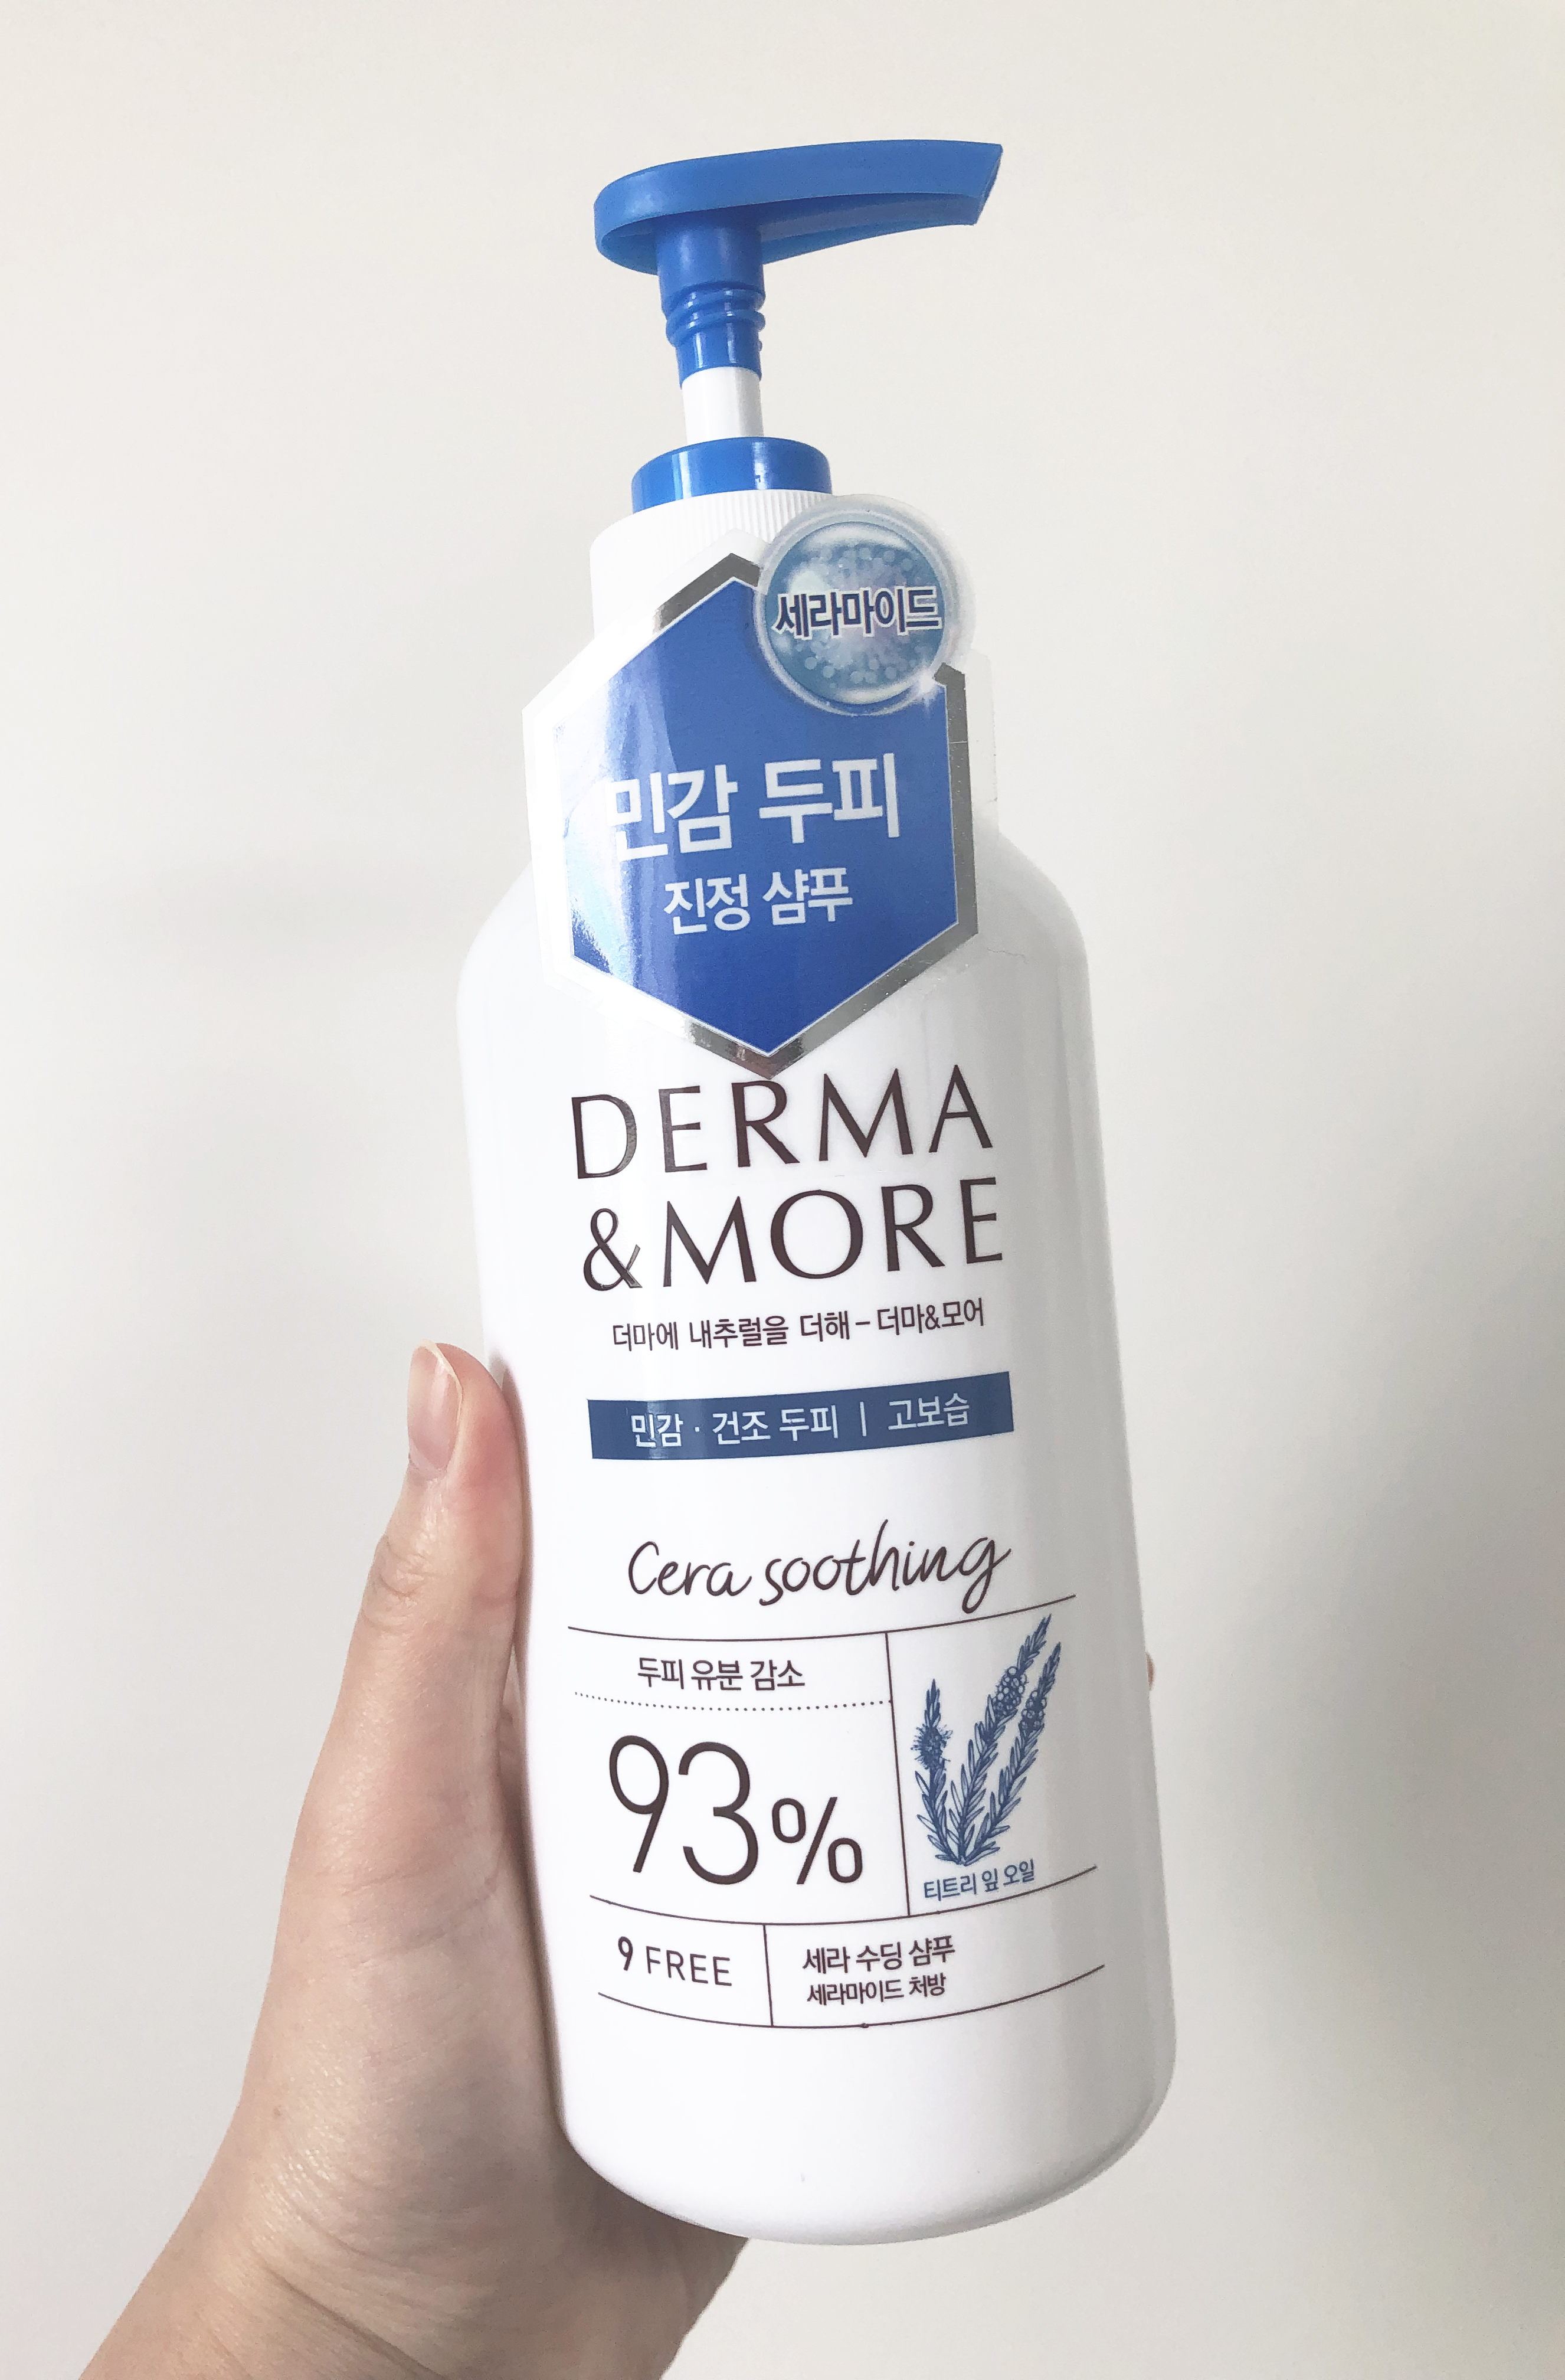 세라마이드
민감 두피
진정 샴푸
DERMA
&MORE
더마에 내추럴을 더해 – 더마&모어
민감 · 건조 두피 | 고보습
Cera soothing
두피 유분 감소
93%
티트리 잎 오일
9 FREE
세라 수딩 샴푸
세라마이드 처방